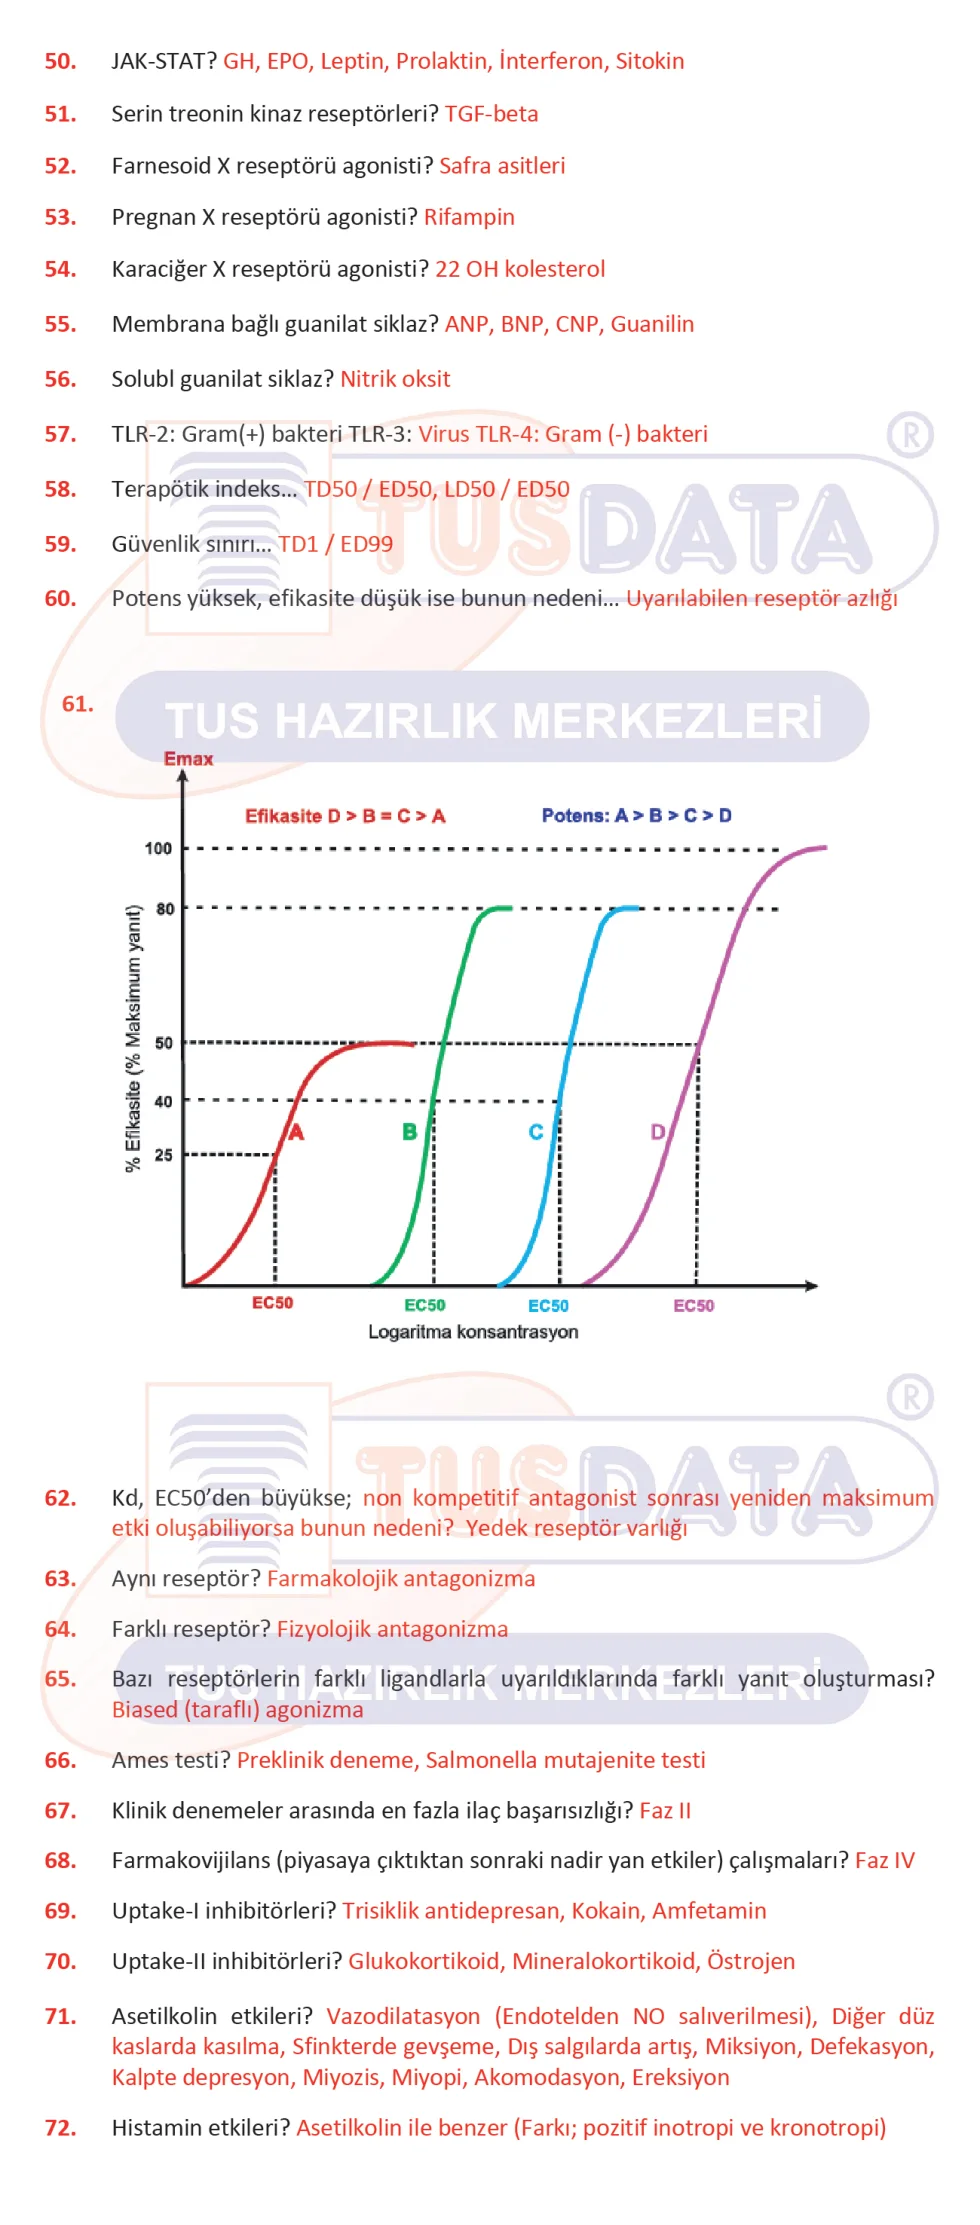 50. JAK-STAT? GH, EPO, Leptin, Prolaktin, İnterferon, Sitokin
51. Serin treonin kinaz reseptörleri? TGF-beta
52. Farnesoid X reseptörü agonisti? Safra asitleri
53. Pregnan X reseptörü agonisti? Rifampin
54. Karaciğer X reseptörü agonisti? 22 OH kolesterol
55. Membrana bağlı guanilat siklaz? ANP, BNP, CNP, Guanilin
56. Solubl guanilat siklaz? Nitrik oksit
57. TLR-2: Gram(+) bakteri TLR-3: Virus TLR-4: Gram (-) bakteri
58. Terapötik indeks... TD50 / ED50, LD50 / ED50
59. Güvenlik sınırı... TD1 / ED99
60. Potens yüksek, efikasite düşük ise bunun nedeni... Uyarılabilen reseptör azlığı
®
TUSDATA
61.
TUS HAZIRLIK MERKEZLERİ
Emax
Efikasite D > B = C > A
Potens: A > B > C > D
100
80
50
40
25
% Efikasite (% Maksimum yanıt)
A
B
C
D
EC50
EC50
EC50
EC50
Logaritma konsantrasyon
®
TUSDATA
62. Kd, EC50’den büyükse; non kompetitif antagonist sonrası yeniden maksimum
etki oluşabiliyorsa bunun nedeni? Yedek reseptör varlığı
63. Aynı reseptör? Farmakolojik antagonizma
64. Farklı reseptör? Fizyolojik antagonizma
TUS HAZIRLIK MERKEZLERİ
65. Bazı reseptörlerin farklı ligandlarla uyarıldıklarında farklı yanıt oluşturması?
Biased (taraflı) agonizma
66. Ames testi? Preklinik deneme, Salmonella mutajenite testi
67. Klinik denemeler arasında en fazla ilaç başarısızlığı? Faz II
68. Farmakovijilans (piyasaya çıktıktan sonraki nadir yan etkiler) çalışmaları? Faz IV
69. Uptake-I inhibitörleri? Trisiklik antidepresan, Kokain, Amfetamin
70. Uptake-II inhibitörleri? Glukokortikoid, Mineralokortikoid, Östrojen
71. Asetilkolin etkileri? Vazodilatasyon (Endotelden NO salıverilmesi), Diğer düz
kaslarda kasılma, Sfinkterde gevşeme, Dış salgılarda artış, Miksiyon, Defekasyon,
Kalpte depresyon, Miyozis, Miyopi, Akomodasyon, Ereksiyon
72. Histamin etkileri? Asetilkolin ile benzer (Farkı; pozitif inotropi ve kronotropi)